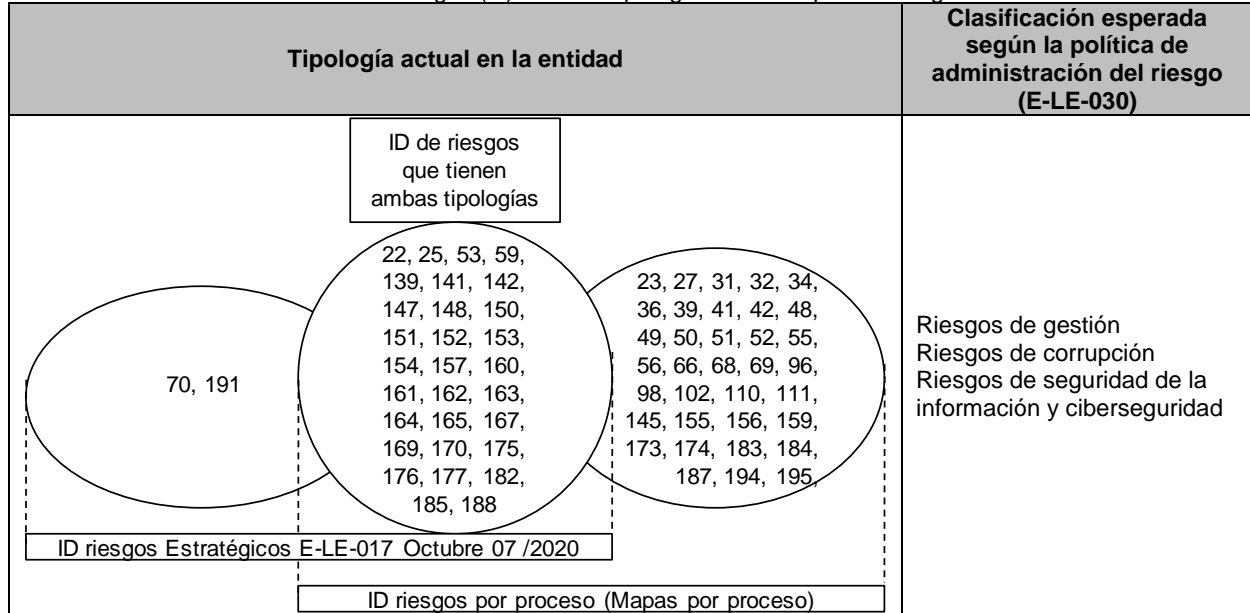 Tipología actual en la entidad
Clasificación esperada
según la política de
administración del riesgo
(E-LE-030)
ID de riesgos
que tienen
ambas tipologías
70, 191
22, 25, 53, 59,
139, 141, 142,
147, 148, 150,
151, 152, 153,
154, 157, 160,
161, 162, 163,
164, 165, 167,
169, 170, 175,
176, 177, 182,
185, 188
23, 27, 31, 32, 34,
36, 39, 41, 42, 48,
49, 50, 51, 52, 55,
56, 66, 68, 69, 96,
98, 102, 110, 111,
145, 155, 156, 159,
173, 174, 183, 184,
187, 194, 195,
Riesgos de gestión
Riesgos de corrupción
Riesgos de seguridad de la
información y ciberseguridad
ID riesgos Estratégicos E-LE-017 Octubre 07 /2020
ID riesgos por proceso (Mapas por proceso)